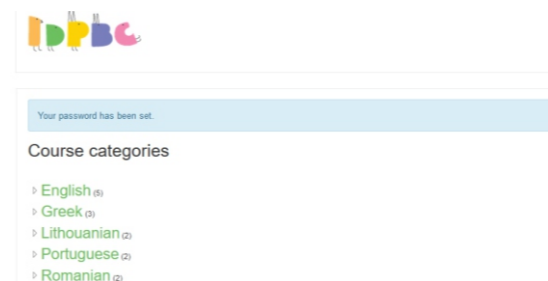 IDPBC
Your password has been set.
Course categories
English (5)
Greek (3)
Lithouanian (2)
Portuguese (2)
Romanian (2)